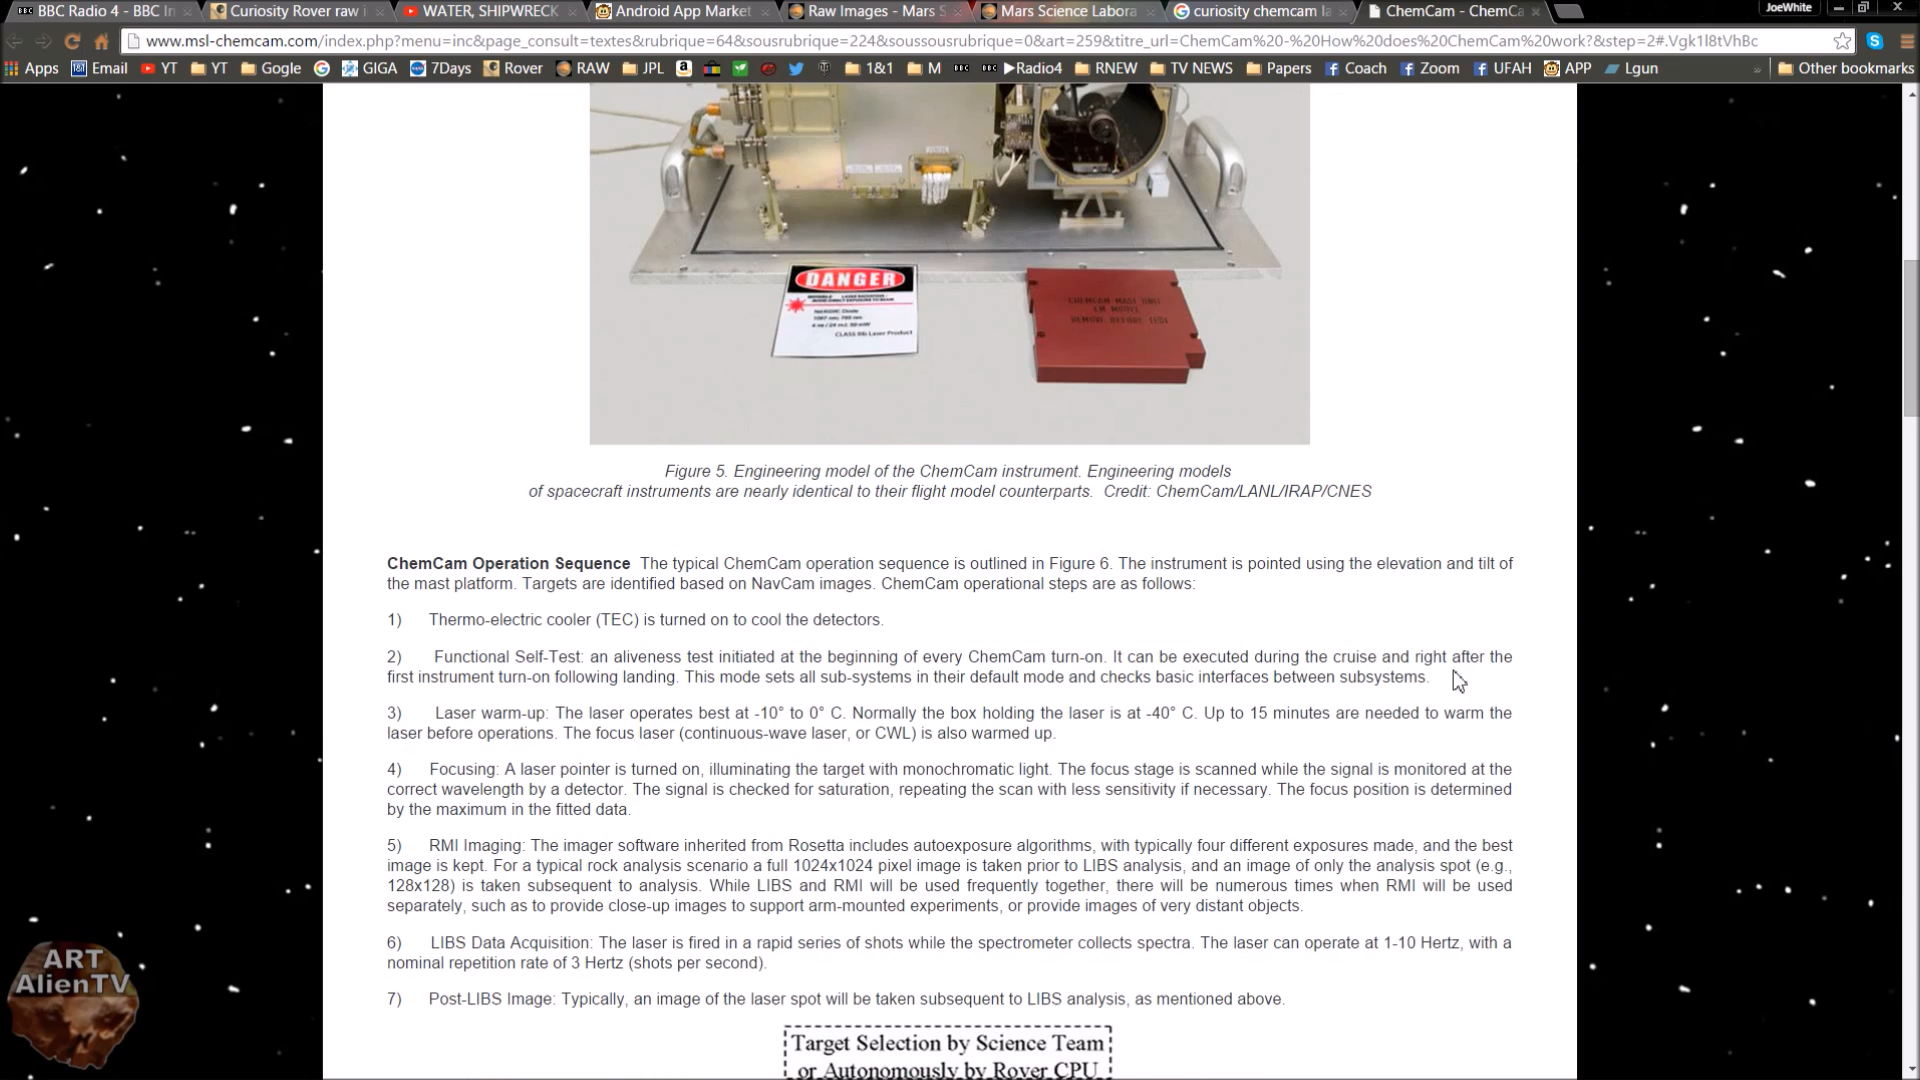 BBC Radio 4 - BBC In
Curiosity Rover raw i
WATER, SHIPWRECK
Android App Market
Raw Images - Mars S
Mars Science Labora
curiosity chemcam la
ChemCam - ChemCa
JoeWhite
www.msl-chemcam.com/index.php?menu=inc&page_consult=textes&rubrique=64&sousrubrique=224&soussousrubrique=0&art=259&titre_url=ChemCam%20-%20How%20does%20ChemCam%20work?&step=2#.Vgk1l8tVhBc
Apps Email YT YT Gogle GIGA 7Days Rover RAW JPL 1&1 M BBC BBC ►Radio4 RNEW TV NEWS Papers Coach Zoom UFAH APP Lgun » Other bookmarks
DANGER
CLASS IIIb Laser Product
CHEMCAM MAST UNIT
EM MODEL
REMOVE BEFORE TEST
Figure 5. Engineering model of the ChemCam instrument. Engineering models
of spacecraft instruments are nearly identical to their flight model counterparts. Credit: ChemCam/LANL/IRAP/CNES
ChemCam Operation Sequence The typical ChemCam operation sequence is outlined in Figure 6. The instrument is pointed using the elevation and tilt of
the mast platform. Targets are identified based on NavCam images. ChemCam operational steps are as follows:
1) Thermo-electric cooler (TEC) is turned on to cool the detectors.
2) Functional Self-Test: an aliveness test initiated at the beginning of every ChemCam turn-on. It can be executed during the cruise and right after the
first instrument turn-on following landing. This mode sets all sub-systems in their default mode and checks basic interfaces between subsystems.
3) Laser warm-up: The laser operates best at -10° to 0° C. Normally the box holding the laser is at -40° C. Up to 15 minutes are needed to warm the
laser before operations. The focus laser (continuous-wave laser, or CWL) is also warmed up.
4) Focusing: A laser pointer is turned on, illuminating the target with monochromatic light. The focus stage is scanned while the signal is monitored at the
correct wavelength by a detector. The signal is checked for saturation, repeating the scan with less sensitivity if necessary. The focus position is determined
by the maximum in the fitted data.
5) RMI Imaging: The imager software inherited from Rosetta includes autoexposure algorithms, with typically four different exposures made, and the best
image is kept. For a typical rock analysis scenario a full 1024x1024 pixel image is taken prior to LIBS analysis, and an image of only the analysis spot (e.g.,
128x128) is taken subsequent to analysis. While LIBS and RMI will be used frequently together, there will be numerous times when RMI will be used
separately, such as to provide close-up images to support arm-mounted experiments, or provide images of very distant objects.
6) LIBS Data Acquisition: The laser is fired in a rapid series of shots while the spectrometer collects spectra. The laser can operate at 1-10 Hertz, with a
nominal repetition rate of 3 Hertz (shots per second).
7) Post-LIBS Image: Typically, an image of the laser spot will be taken subsequent to LIBS analysis, as mentioned above.
Target Selection by Science Team
or Autonomously by Rover CPU
ART
AlienTV